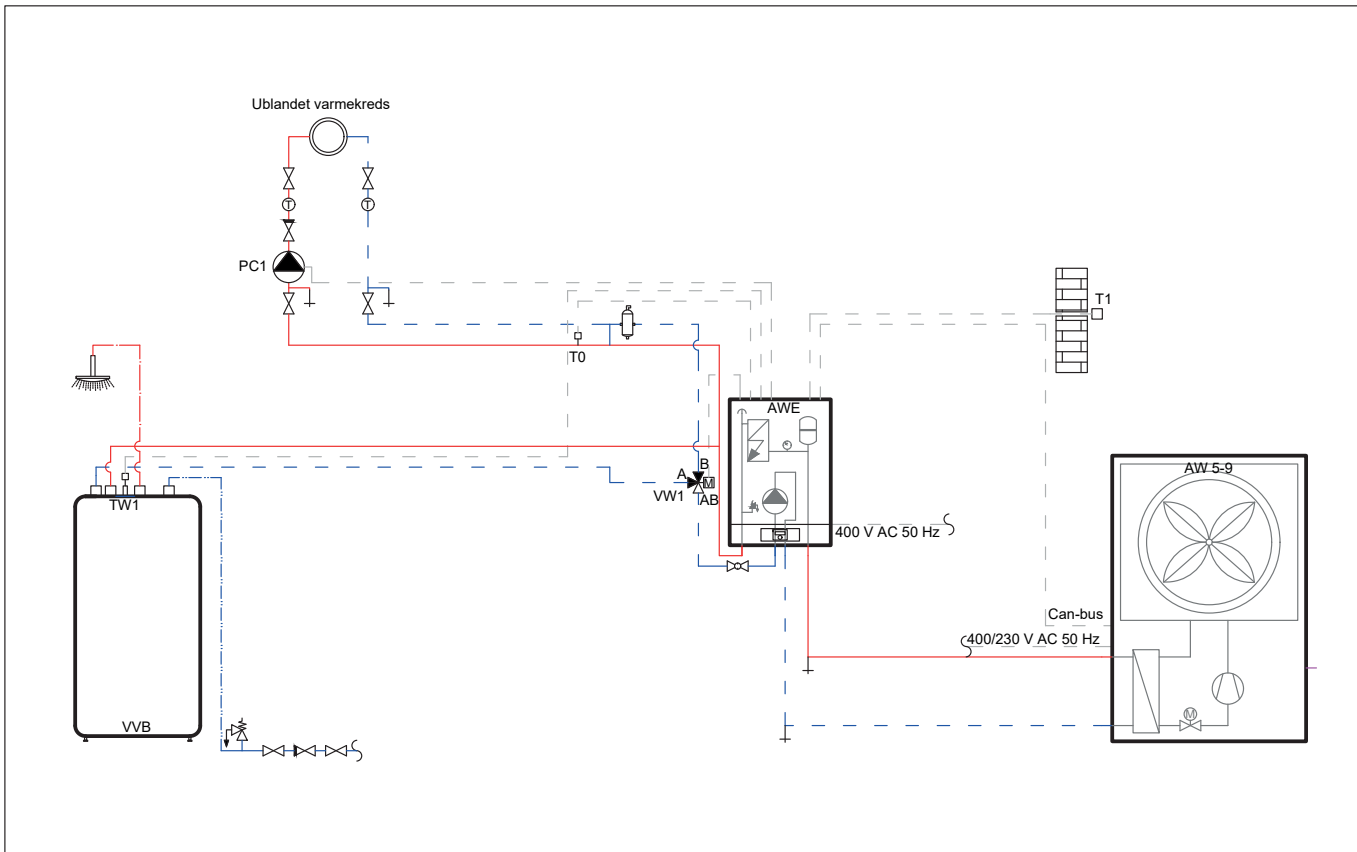 Ublandet varmekreds
T
T
PC1
T1
T0
AWE
B
A
M
VW1
AB
AW 5-9
TW1
400 V AC 50 Hz
Can-bus
400/230 V AC 50 Hz
M
VVB